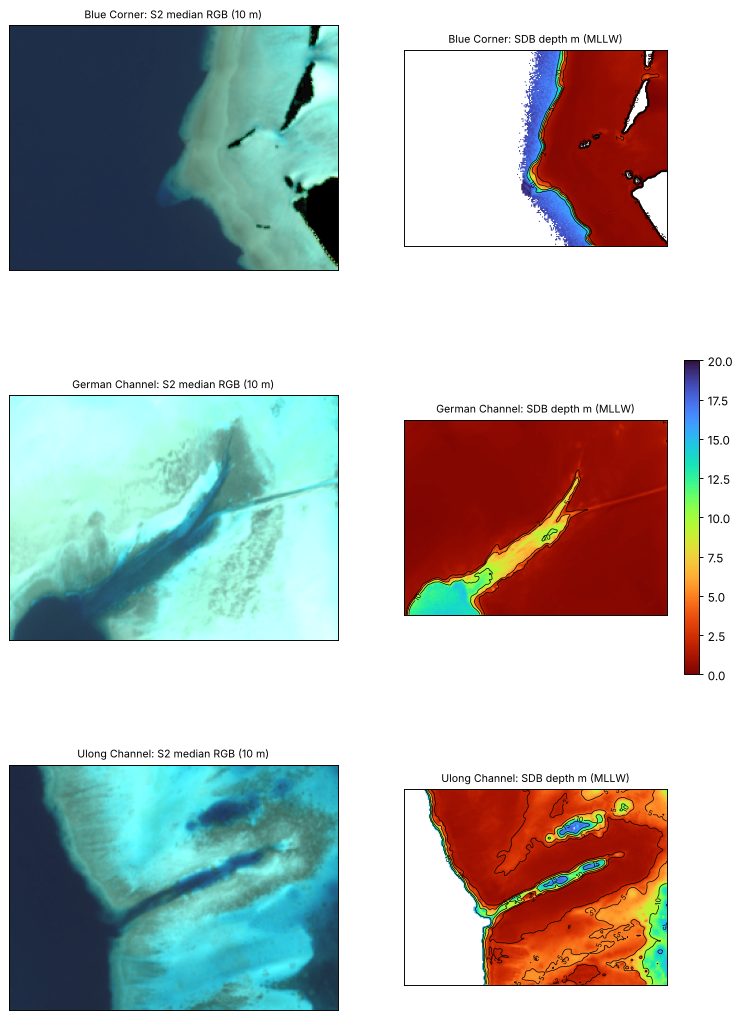 Blue Corner: S2 median RGB (10 m)
Blue Corner: SDB depth m (MLLW)
German Channel: S2 median RGB (10 m)
German Channel: SDB depth m (MLLW)
20.0
17.5
15.0
12.5
10.0
7.5
5.0
2.5
0.0
Ulong Channel: S2 median RGB (10 m)
Ulong Channel: SDB depth m (MLLW)